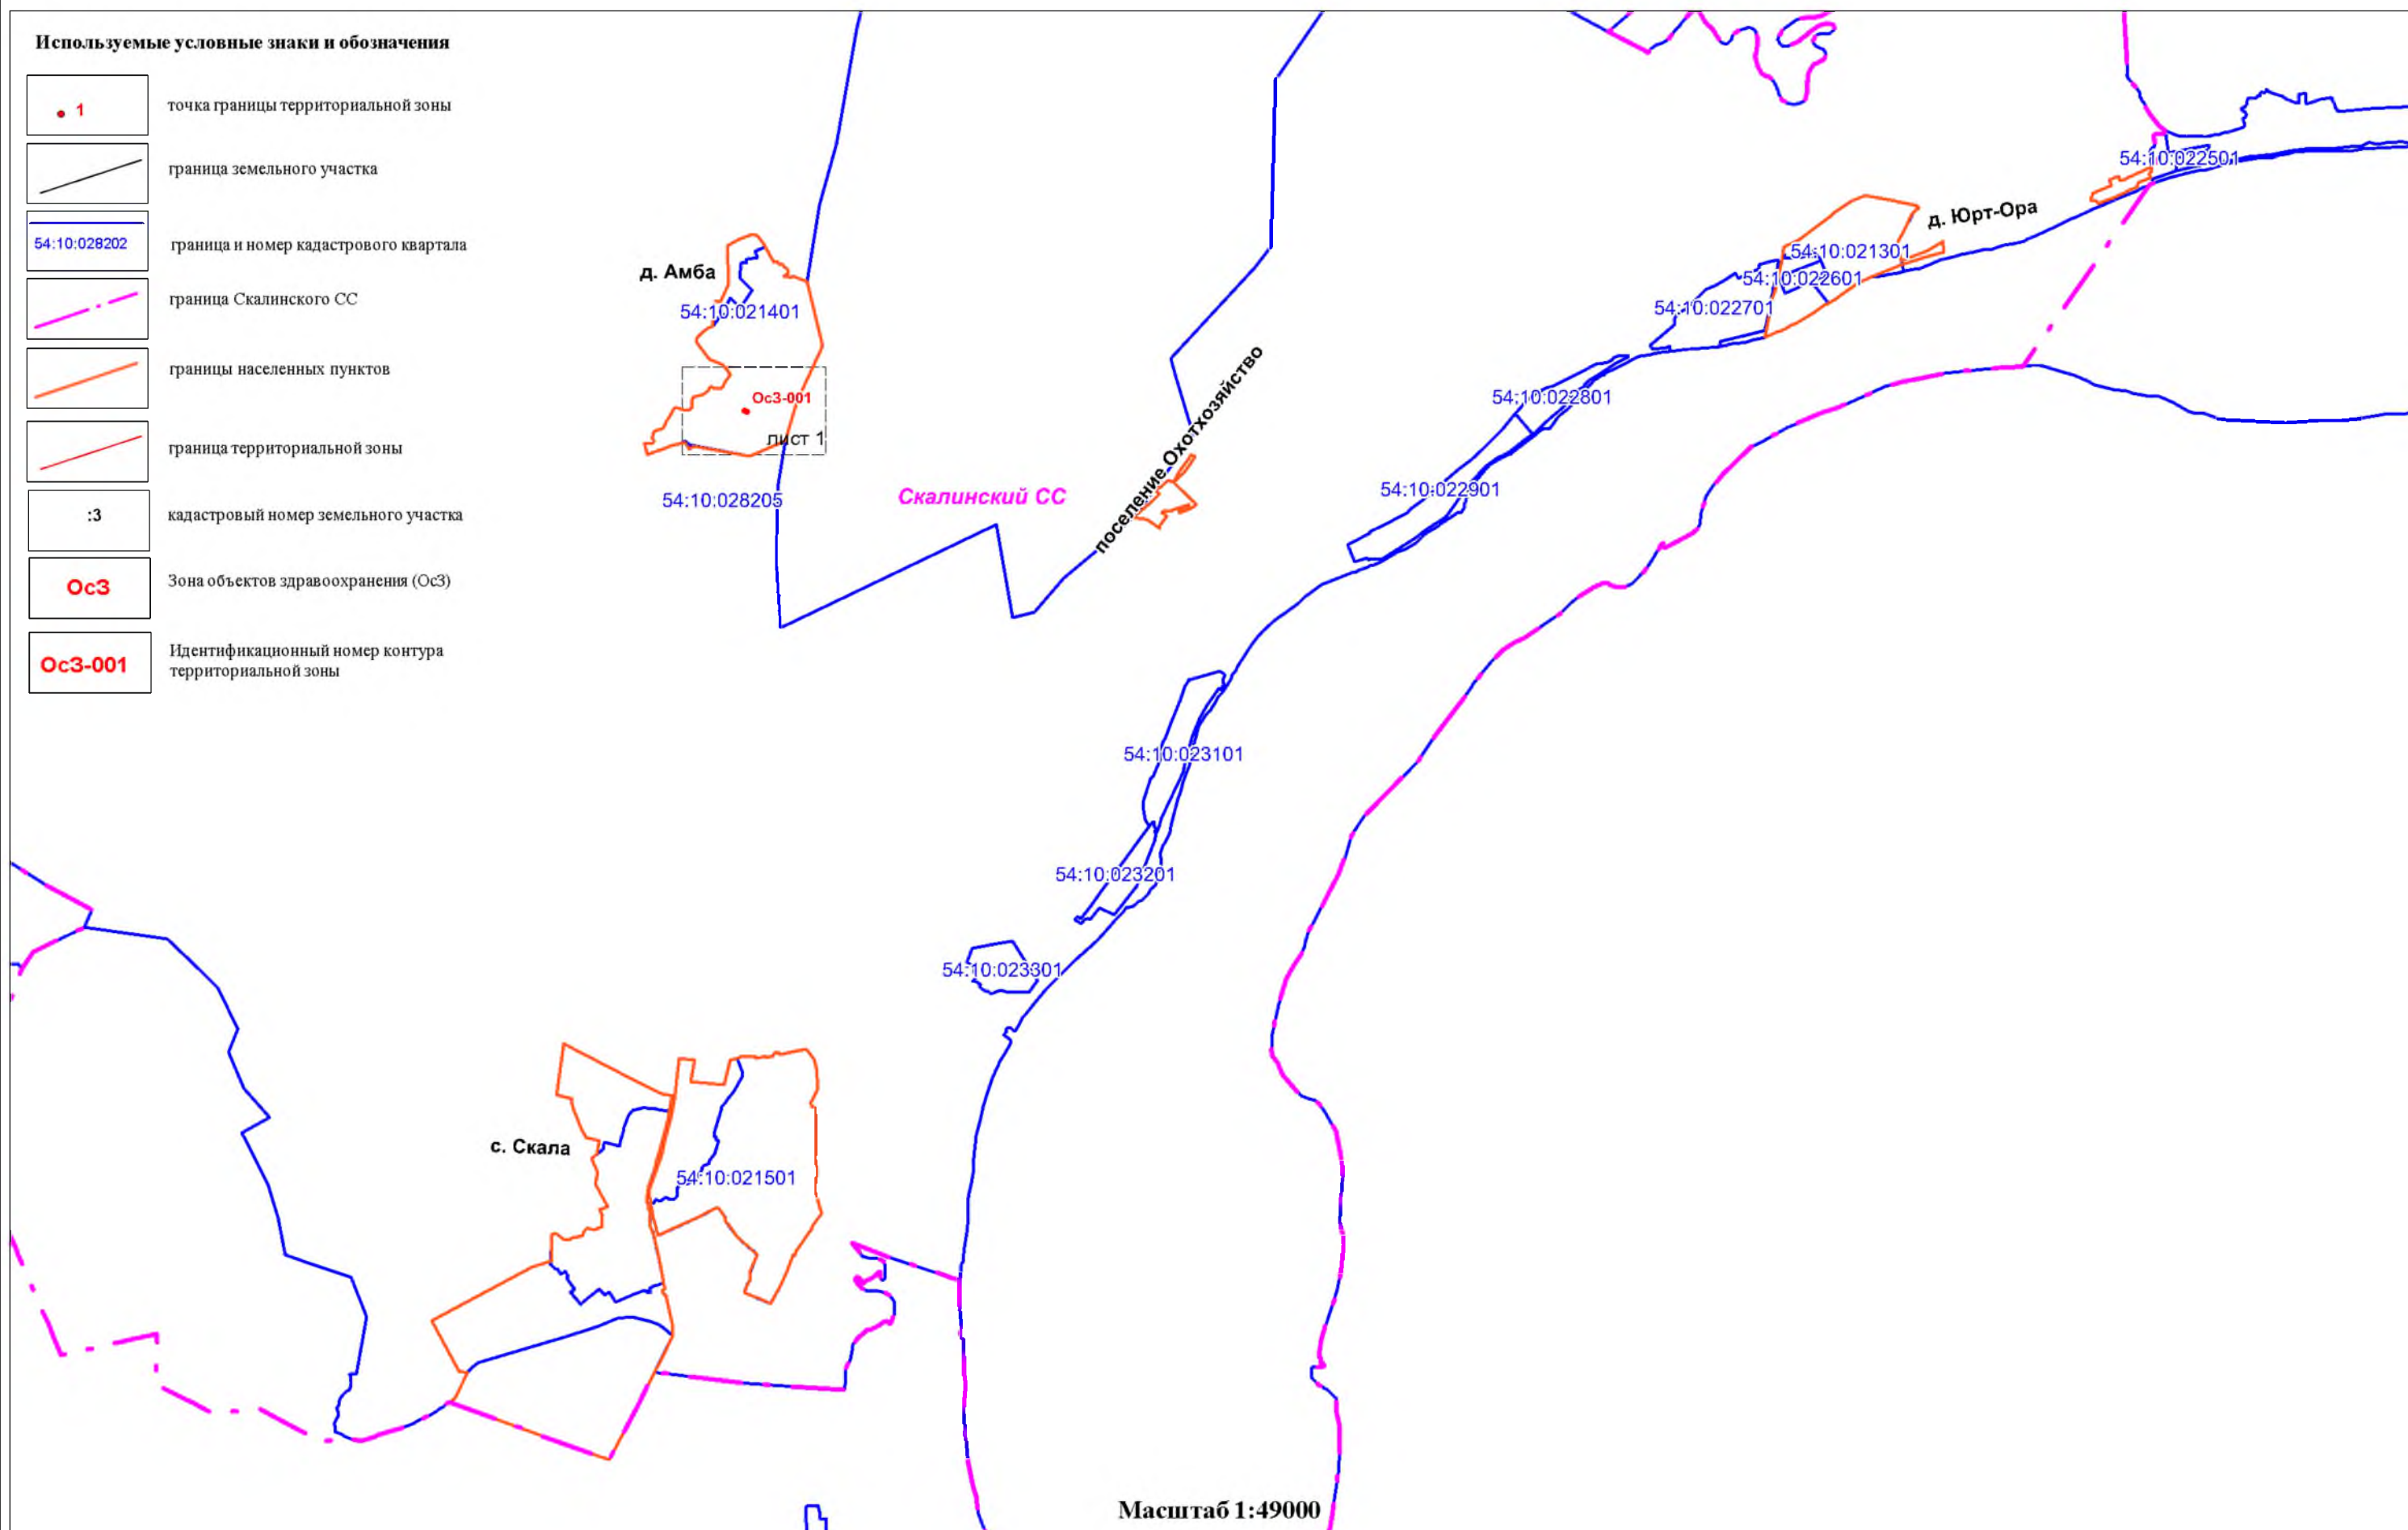 Используемые условные знаки и обозначения
1
точка границы территориальной зоны
граница земельного участка
54:10:028202
граница и номер кадастрового квартала
граница Скалинского СС
границы населенных пунктов
граница территориальной зоны
:3
кадастровый номер земельного участка
ОсЗ
Зона объектов здравоохранения (ОсЗ)
ОсЗ-001
Идентификационный номер контура
территориальной зоны
54:10:022501
д. Юрт-Ора
54:10:021301
54:10:022601
54:10:022701
д. Амба
54:10:021401
ОсЗ-001
лист 1
54:10:028205
Скалинский СС
поселение Охотхозяйство
54:10:022801
54:10:022901
54:10:023101
54:10:023201
54:10:023301
с. Скала
54:10:021501
Масштаб 1:49000